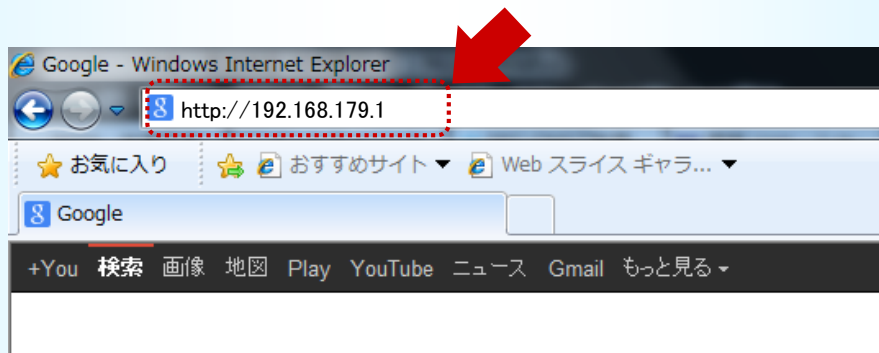 Google - Windows Internet Explorer
http://192.168.179.1
お気に入り おすすめサイト ▼ Web スライス ギャラ... ▼
Google
+You 検索 画像 地図 Play YouTube ニュース Gmail もっと見る